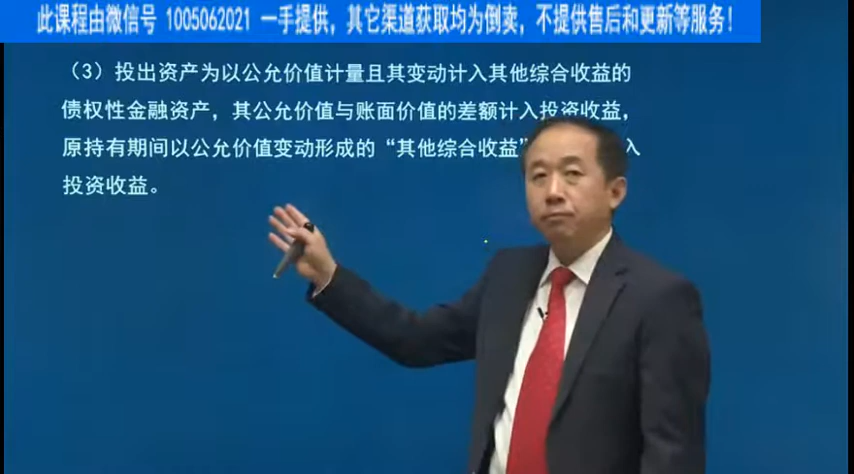 此课程由微信号 1005062021 一手提供，其它渠道获取均为倒卖，不提供售后和更新等服务！
（3）投出资产为以公允价值计量且其变动计入其他综合收益的
债权性金融资产，其公允价值与账面价值的差额计入投资收益，
原持有期间以公允价值变动形成的“其他综合收益” 入
投资收益。